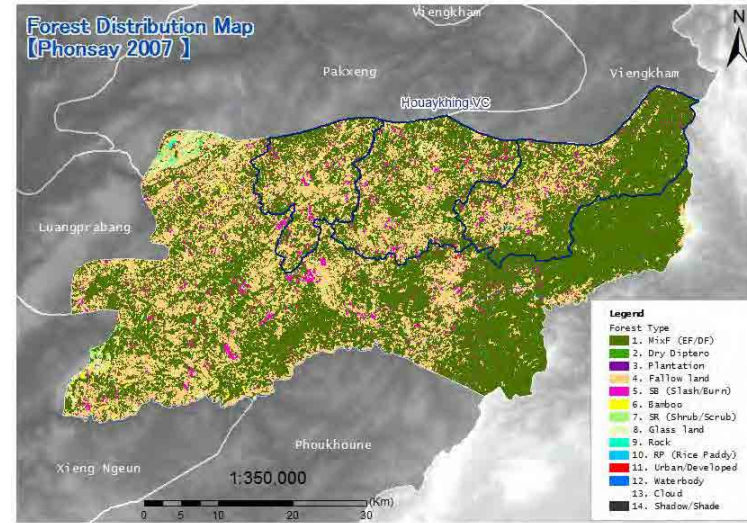 Forest Distribution Map
【Phonsay 2007 】
N
Viengkham
Pakxeng
Viengkham
Houaykhing VC
Luangprabang
Phoukhoune
Xieng Ngeun
1:350,000
0 5 10 20 30 (Km)
Legend
Forest Type
1. MixF (EF/DF)
2. Dry Diptero
3. Plantation
4. Fallow land
5. SB (Slash/Burn)
6. Bamboo
7. SR (Shrub/Scrub)
8. Glass land
9. Rock
10. RP (Rice Paddy)
11. Urban/Developed
12. Waterbody
13. Cloud
14. Shadow/Shade